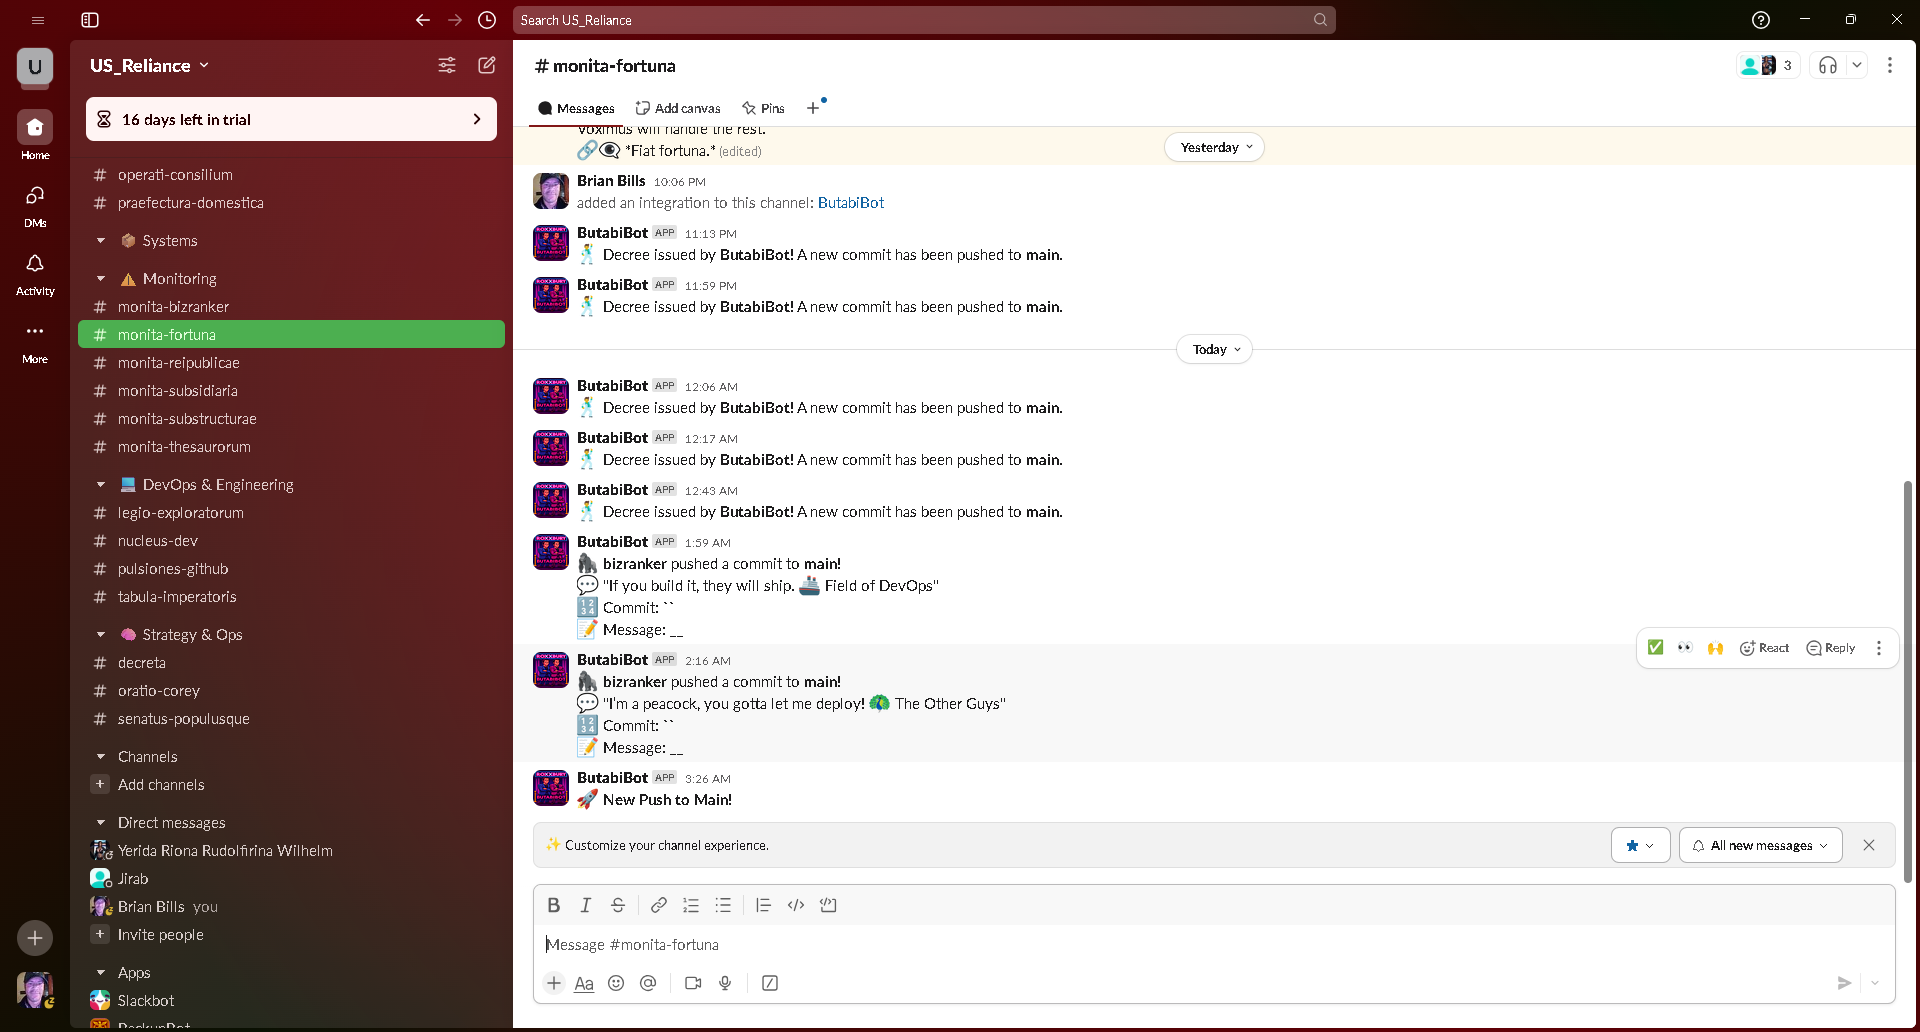 Search US_Reliance
U
Home
DMs
Activity
More
US_Reliance
16 days left in trial
# operati-consilium
# praefectura-domestica
Systems
Monitoring
# monita-bizranker
# monita-fortuna
# monita-reipublicae
# monita-subsidiaria
# monita-substructurae
# monita-thesaurorum
DevOps & Engineering
# legio-exploratorum
# nucleus-dev
# pulsiones-github
# tabula-imperatoris
Strategy & Ops
# decreta
# oratio-corey
# senatus-populusque
Channels
+ Add channels
Direct messages
Yerida Riona Rudolfirina Wilhelm
Jirab
Brian Bills you
+ Invite people
Apps
Slackbot
BackupBot
# monita-fortuna
3
Messages
Add canvas
Pins
Voximus will handle the rest.
🔗👁️‍🗨️ *Fiat fortuna.* (edited)
Yesterday
Brian Bills 10:06 PM
added an integration to this channel: ButabiBot
ButabiBot APP 11:13 PM
🕺 Decree issued by ButabiBot! A new commit has been pushed to main.
ButabiBot APP 11:59 PM
🕺 Decree issued by ButabiBot! A new commit has been pushed to main.
Today
ButabiBot APP 12:06 AM
🕺 Decree issued by ButabiBot! A new commit has been pushed to main.
ButabiBot APP 12:17 AM
🕺 Decree issued by ButabiBot! A new commit has been pushed to main.
ButabiBot APP 12:43 AM
🕺 Decree issued by ButabiBot! A new commit has been pushed to main.
ButabiBot APP 1:59 AM
🦍 bizranker pushed a commit to main!
💬 "If you build it, they will ship. 🚢 Field of DevOps"
🔢 Commit: ``
📝 Message: __
React
Reply
ButabiBot APP 2:16 AM
🦍 bizranker pushed a commit to main!
💬 "I'm a peacock, you gotta let me deploy! 🦚 The Other Guys"
🔢 Commit: ``
📝 Message: __
ButabiBot APP 3:26 AM
🚀 New Push to Main!
✨ Customize your channel experience.
All new messages
Message #monita-fortuna
Aa